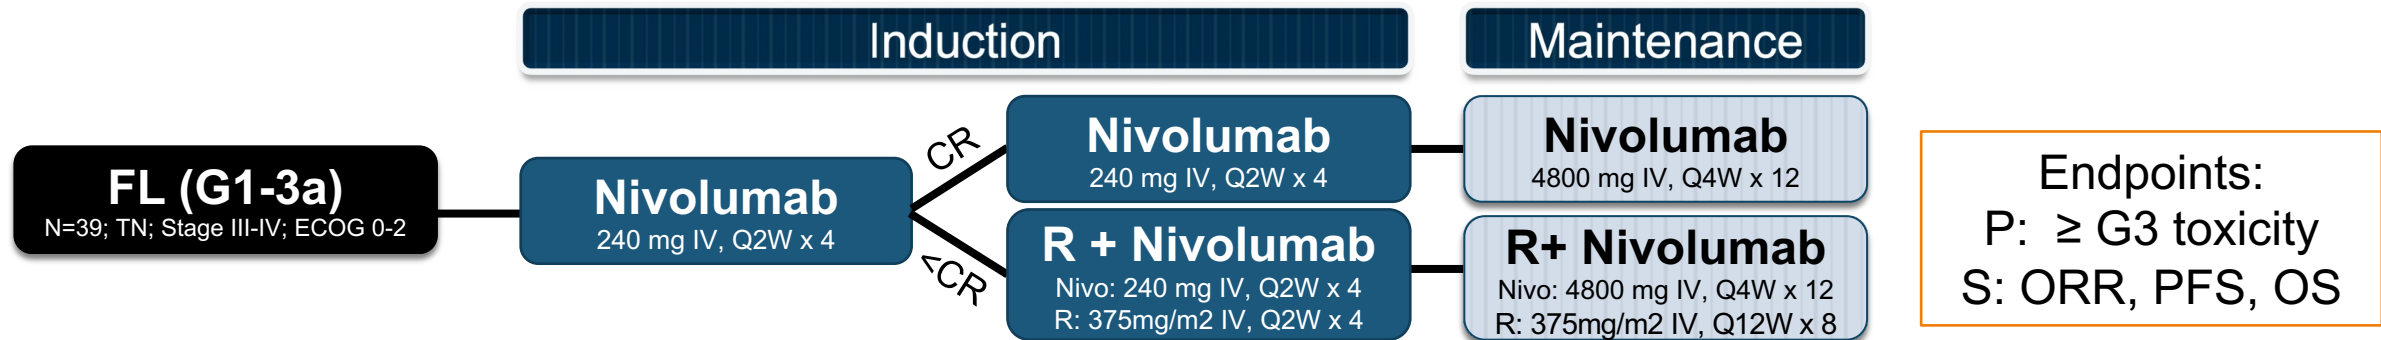 Induction
Maintenance
FL (G1-3a)
N=39; TN; Stage III-IV; ECOG 0-2
Nivolumab
240 mg IV, Q2W x 4
CR
<CR
Nivolumab
240 mg IV, Q2W x 4
R + Nivolumab
Nivo: 240 mg IV, Q2W x 4
R: 375mg/m2 IV, Q2W x 4
Nivolumab
4800 mg IV, Q4W x 12
R+ Nivolumab
Nivo: 4800 mg IV, Q4W x 12
R: 375mg/m2 IV, Q12W x 8
Endpoints:
P: ≥ G3 toxicity
S: ORR, PFS, OS